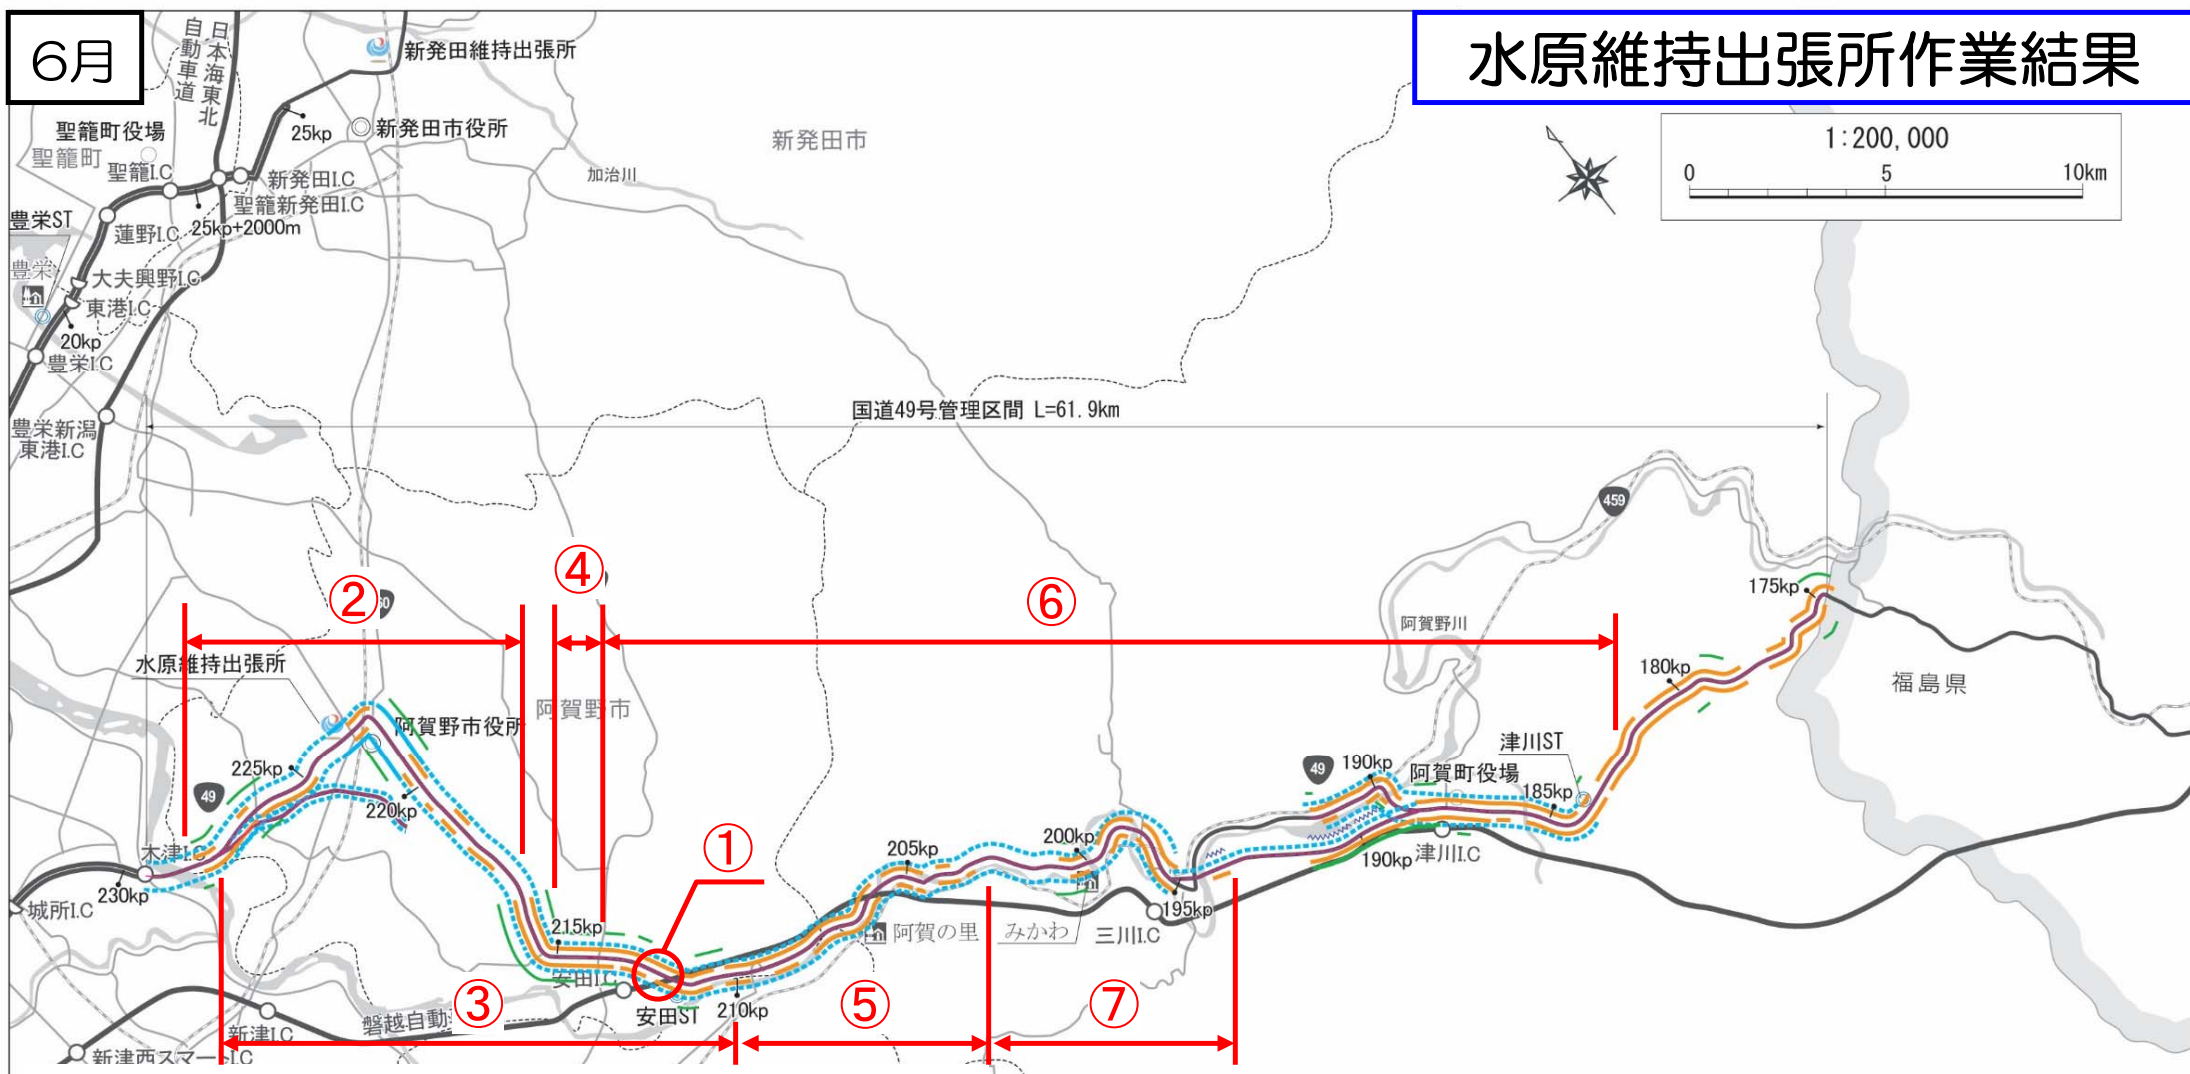 6月
水原維持出張所作業結果
日本海東北
自動車道
新発田維持出張所
25kp
新発田市役所
新発田市
聖籠町役場
聖籠町
聖籠I.C
新発田I.C
聖籠新発田I.C
加治川
1:200,000
0 5 10km
豊栄ST
蓮野I.C
25kp+2000m
豊栄
大夫興野I.C
東港I.C
20kp
豊栄I.C
国道49号管理区間 L=61.9km
豊栄新潟
東港I.C
459
④
②
⑥
175kp
阿賀野川
水原維持出張所
180kp
福島県
阿賀野市
阿賀野市役所
津川ST
225kp
49
49
190kp
阿賀町役場
185kp
220kp
①
木津I.C
205kp
200kp
190kp
津川I.C
230kp
城所I.C
195kp
215kp
阿賀の里
みかわ
三川I.C
安田I.C
③
安田ST
210kp
⑤
⑦
磐越自動
新津I.C
新津西スマートI.C